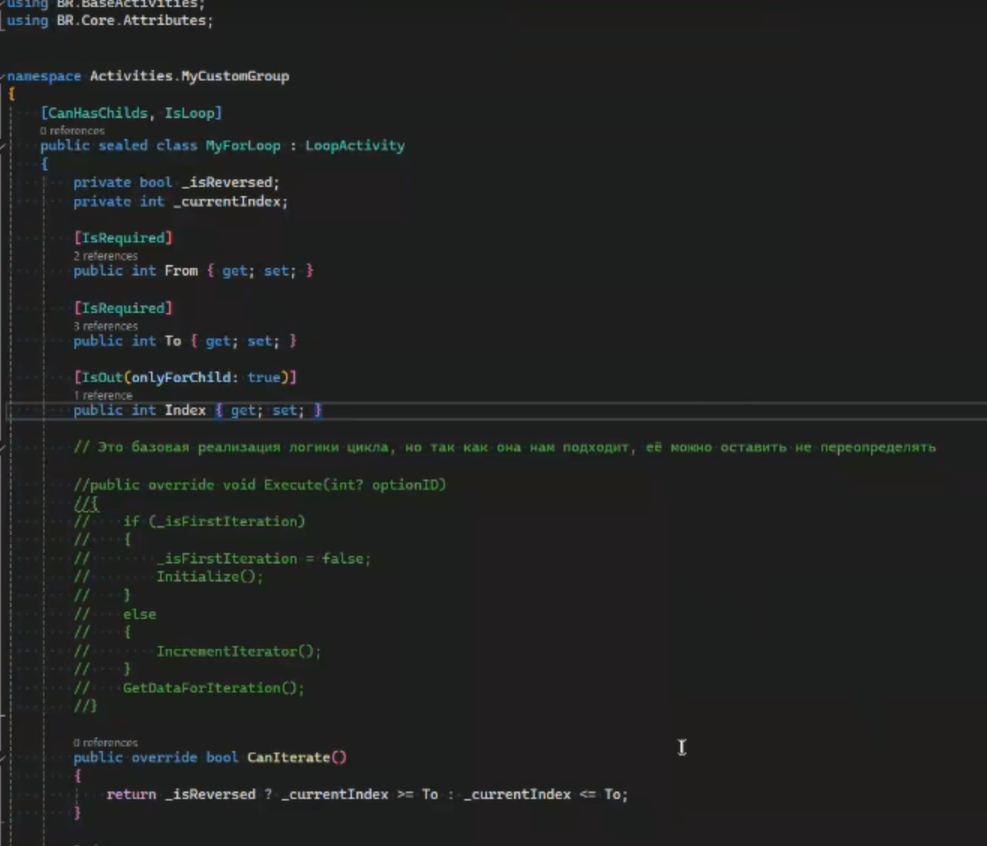 using BR.BaseActivities;
using BR.Core.Attributes;
namespace Activities.MyCustomGroup
{
[CanHasChilds, IsLoop]
0 references
public sealed class MyForLoop : LoopActivity
{
private bool _isReversed;
private int _currentIndex;
[IsRequired]
2 references
public int From { get; set; }
[IsRequired]
3 references
public int To { get; set; }
[IsOut(onlyForChild: true)]
1 reference
public int Index { get; set; }
// Это базовая реализация логики цикла, но так как она нам подходит, её можно оставить не переопределять
//public override void Execute(int? optionID)
//{
//    if (_isFirstIteration)
//    {
//        _isFirstIteration = false;
//        Initialize();
//    }
//    else
//    {
//        IncrementIterator();
//    }
//    GetDataForIteration();
//}
0 references
public override bool CanIterate()
{
return _isReversed ? _currentIndex >= To : _currentIndex <= To;
}